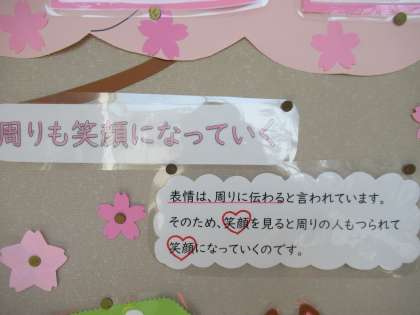 周りも笑顔になっていく
表情は、周りに伝わると言われています。
そのため、笑顔を見ると周りの人もつられて
笑顔になっていくのです。